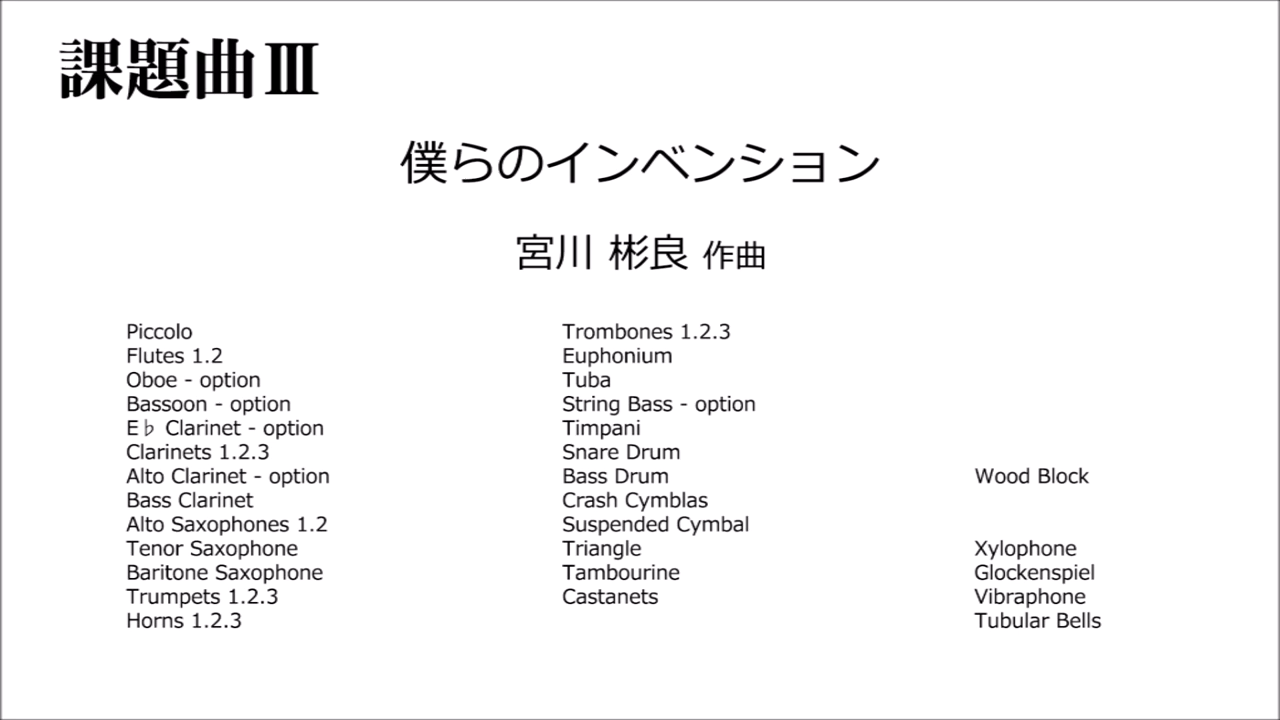 課題曲Ⅲ
僕らのインベンション
宮川 彬良 作曲
Piccolo
Flutes 1.2
Oboe - option
Bassoon - option
E♭ Clarinet - option
Clarinets 1.2.3
Alto Clarinet - option
Bass Clarinet
Alto Saxophones 1.2
Tenor Saxophone
Baritone Saxophone
Trumpets 1.2.3
Horns 1.2.3
Trombones 1.2.3
Euphonium
Tuba
String Bass - option
Timpani
Snare Drum
Bass Drum
Crash Cymblas
Suspended Cymbal
Triangle
Tambourine
Castanets
Wood Block
Xylophone
Glockenspiel
Vibraphone
Tubular Bells